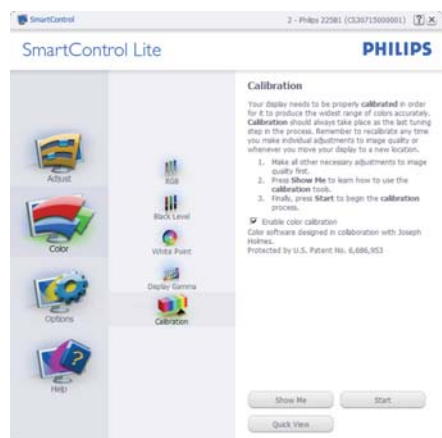 SmartControl
2 - Philips 225B1 (CS30715000001)
SmartControl Lite
PHILIPS
Adjust
Color
Options
Help
RGB
Black Level
White Point
Display Gamma
Calibration
Calibration
Your display needs to be properly calibrated in order
for it to produce the widest range of colors accurately.
Calibration should always take place as the last tuning
step in the process. Remember to recalibrate any time
you make individual adjustments to image quality or
whenever you move your display to a new location.
1. Make all other necessary adjustments to image
quality first.
2. Press Show Me to learn how to use the
calibration tools.
3. Finally, press Start to begin the calibration
process.
Enable color calibration
Color software designed in collaboration with Joseph
Holmes.
Protected by U.S. Patent No. 6,686,953
Show Me
Start
Quick View